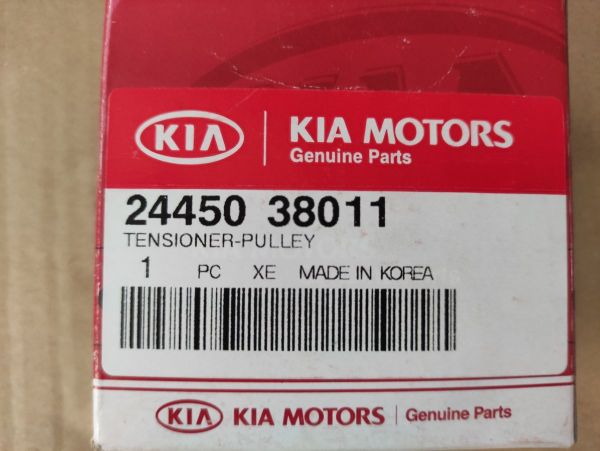 KIA
KIA MOTORS
Genuine Parts
24450 38011
TENSIONER-PULLEY
1 PC XE MADE IN KOREA
KIA KIA MOTORS Genuine Parts